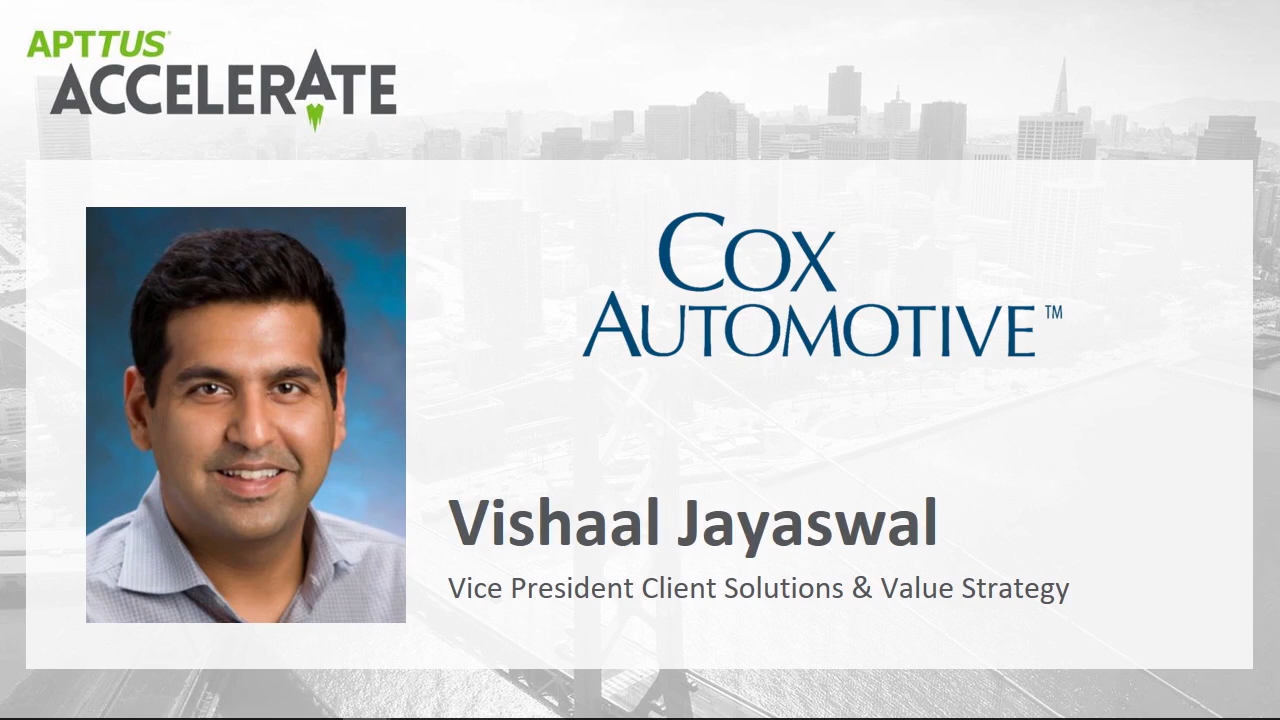 APTTUS®
ACCELERATE
COX
AUTOMOTIVE™
Vishaal Jayaswal
Vice President Client Solutions & Value Strategy